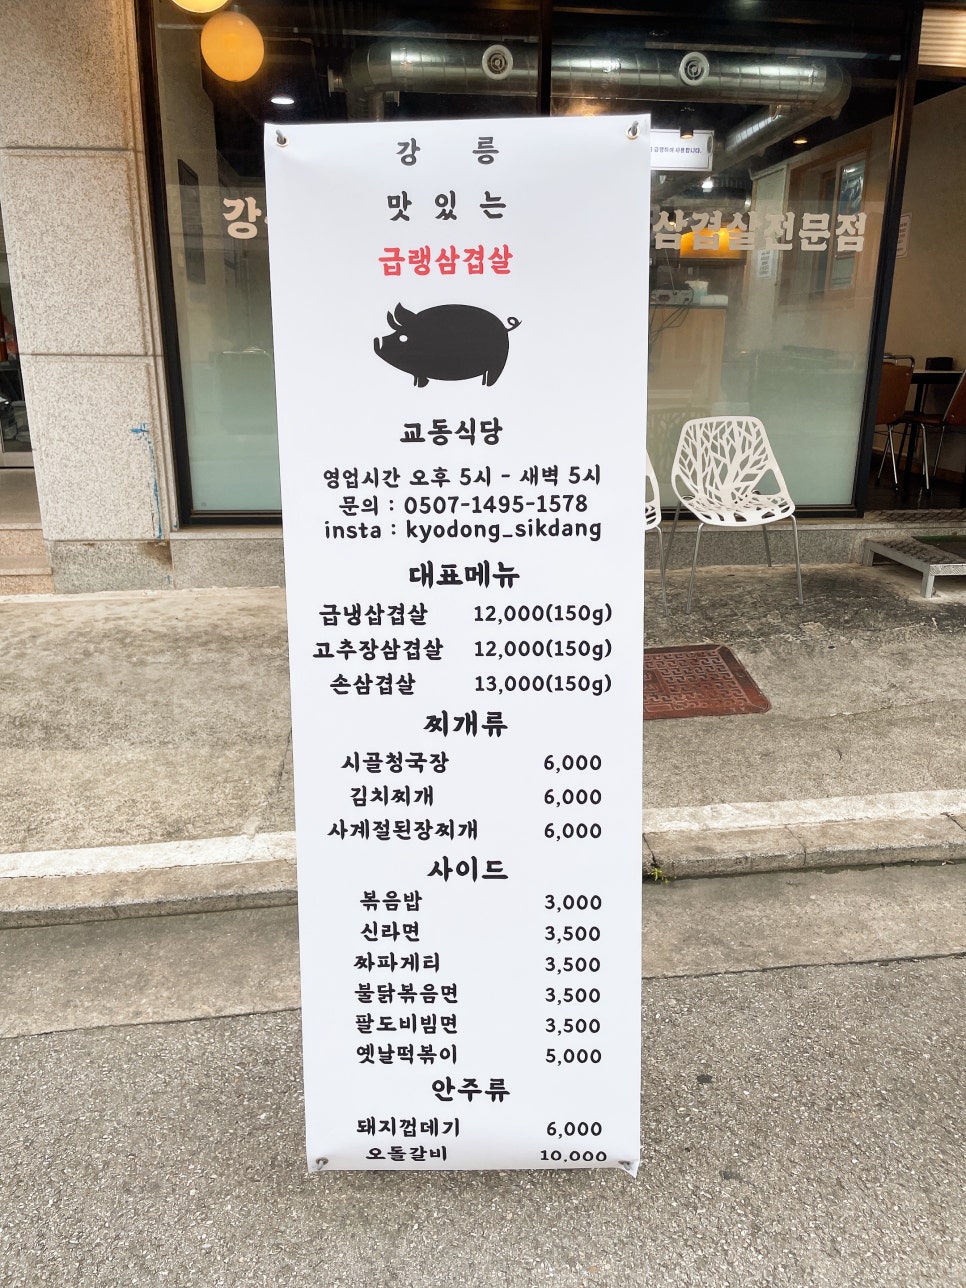 강 릉
맛 있 는
급랭삼겹살
강
삼겹살전문점
교동식당
영업시간 오후 5시 - 새벽 5시
문의 : 0507-1495-1578
insta : kyodong_sikdang
대표메뉴
급냉삽겹살 12,000(150g)
고추장삼겹살 12,000(150g)
손삼겹살 13,000(150g)
찌개류
시골청국장 6,000
김치찌개 6,000
사계절된장찌개 6,000
사이드
볶음밥 3,000
신라면 3,500
짜파게티 3,500
불닭볶음면 3,500
팔도비빔면 3,500
옛날떡볶이 5,000
안주류
돼지껍데기 6,000
오돌갈비 10,000